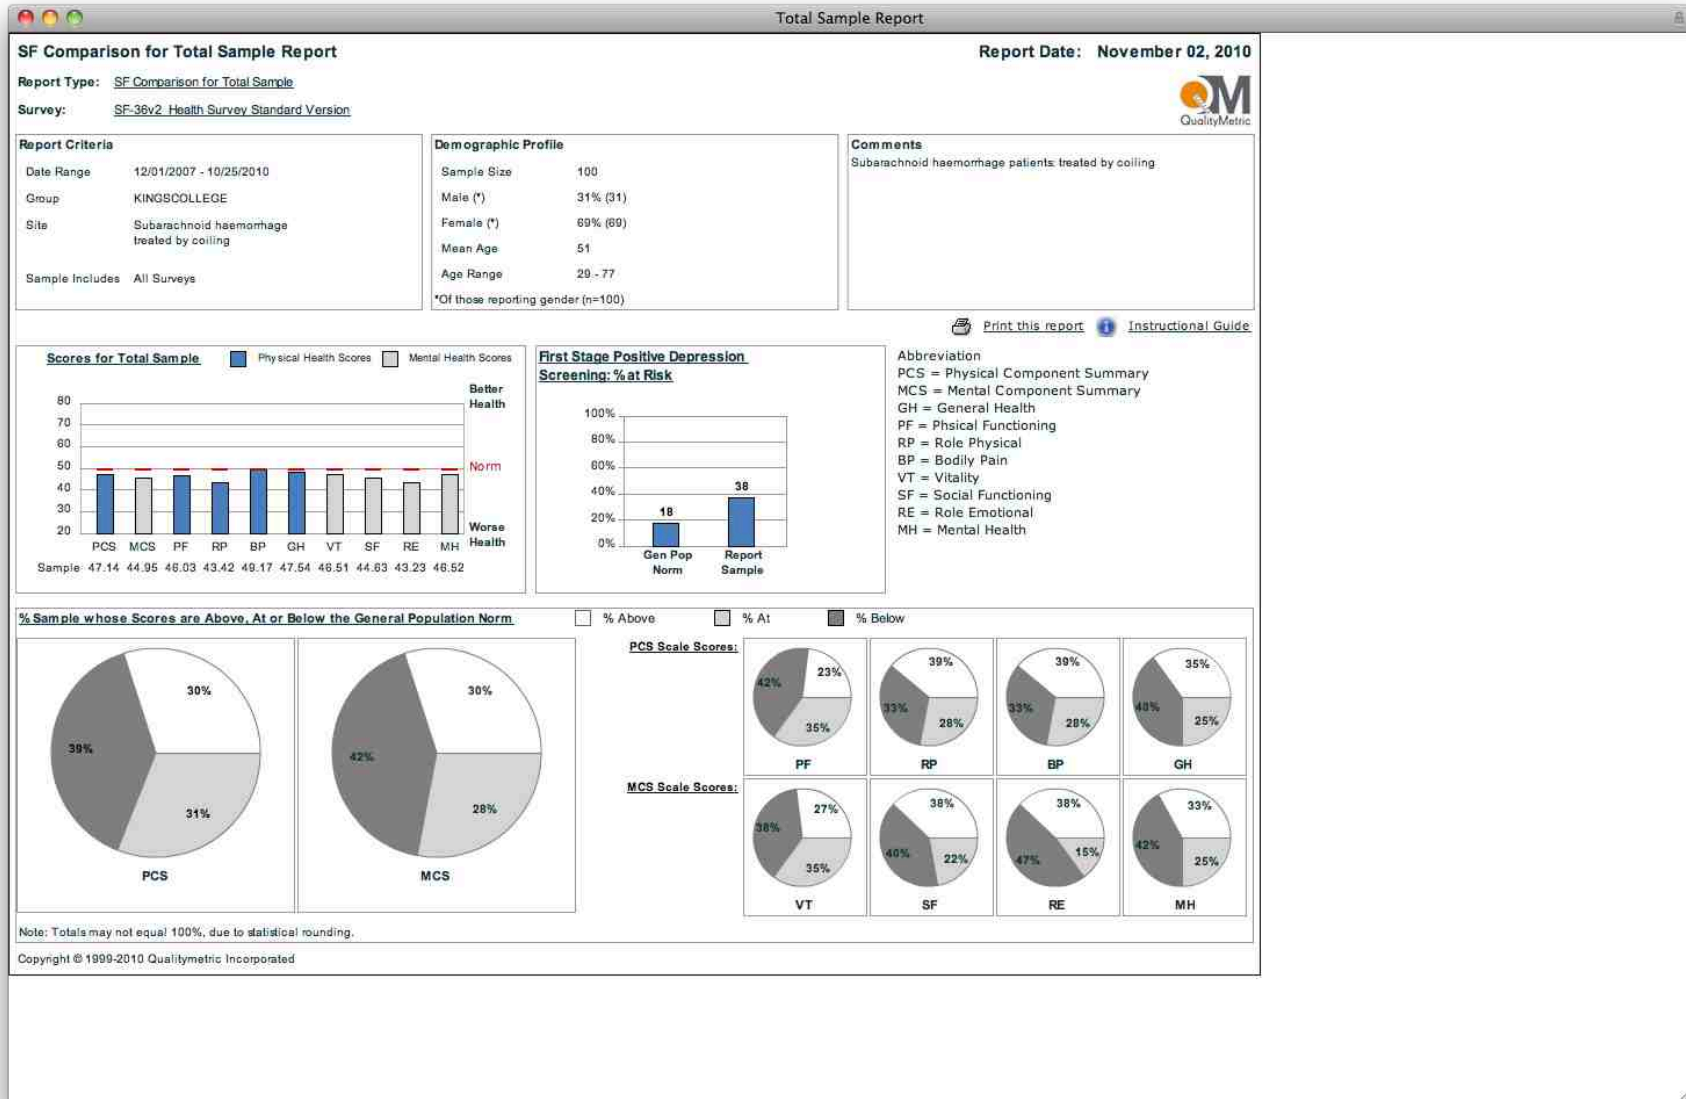 Total Sample Report
SF Comparison for Total Sample Report
Report Date: November 02, 2010
Report Type: SF Comparison for Total Sample
Survey: SF-36v2 Health Survey Standard Version
QM
QualityMetric
Report Criteria
Date Range 12/01/2007 - 10/25/2010
Group KINGSCOLLEGE
Site Subarachnoid haemorrhage
treated by coiling
Sample Includes All Surveys
Demographic Profile
Sample Size 100
Male (*) 31% (31)
Female (*) 69% (69)
Mean Age 51
Age Range 29 - 77
*Of those reporting gender (n=100)
Comments
Subarachnoid haemorrhage patients: treated by coiling
Print this report
Instructional Guide
Scores for Total Sample
Physical Health Scores
Mental Health Scores
Better
Health
80
70
60
50
40
30
20
Norm
Worse
Health
PCS MCS PF RP BP GH VT SF RE MH
Sample 47.14 44.95 46.03 43.42 49.17 47.54 46.51 44.63 43.23 46.52
First Stage Positive Depression
Screening: % at Risk
100%
80%
60%
40%
20%
0%
18
38
Gen Pop
Norm
Report
Sample
Abbreviation
PCS = Physical Component Summary
MCS = Mental Component Summary
GH = General Health
PF = Phsical Functioning
RP = Role Physical
BP = Bodily Pain
VT = Vitality
SF = Social Functioning
RE = Role Emotional
MH = Mental Health
% Sample whose Scores are Above, At or Below the General Population Norm
% Above
% At
% Below
30%
39%
31%
PCS
30%
42%
28%
MCS
PCS Scale Scores:
42%
23%
35%
PF
39%
33%
28%
RP
39%
33%
28%
BP
35%
40%
25%
GH
MCS Scale Scores:
27%
38%
35%
VT
38%
40%
22%
SF
38%
47%
15%
RE
33%
42%
25%
MH
Note: Totals may not equal 100%, due to statistical rounding.
Copyright © 1999-2010 Qualitymetric Incorporated